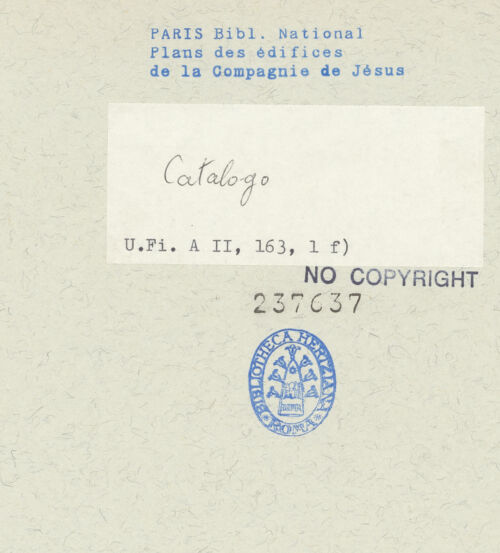 PARIS Bibl. National
Plans des édifices
de la Compagnie de Jésus
Catalogo
U.Fi. A II, 163, 1 f)
NO COPYRIGHT
237637
BIBLIOTHECA HERTZIANA
ROMA